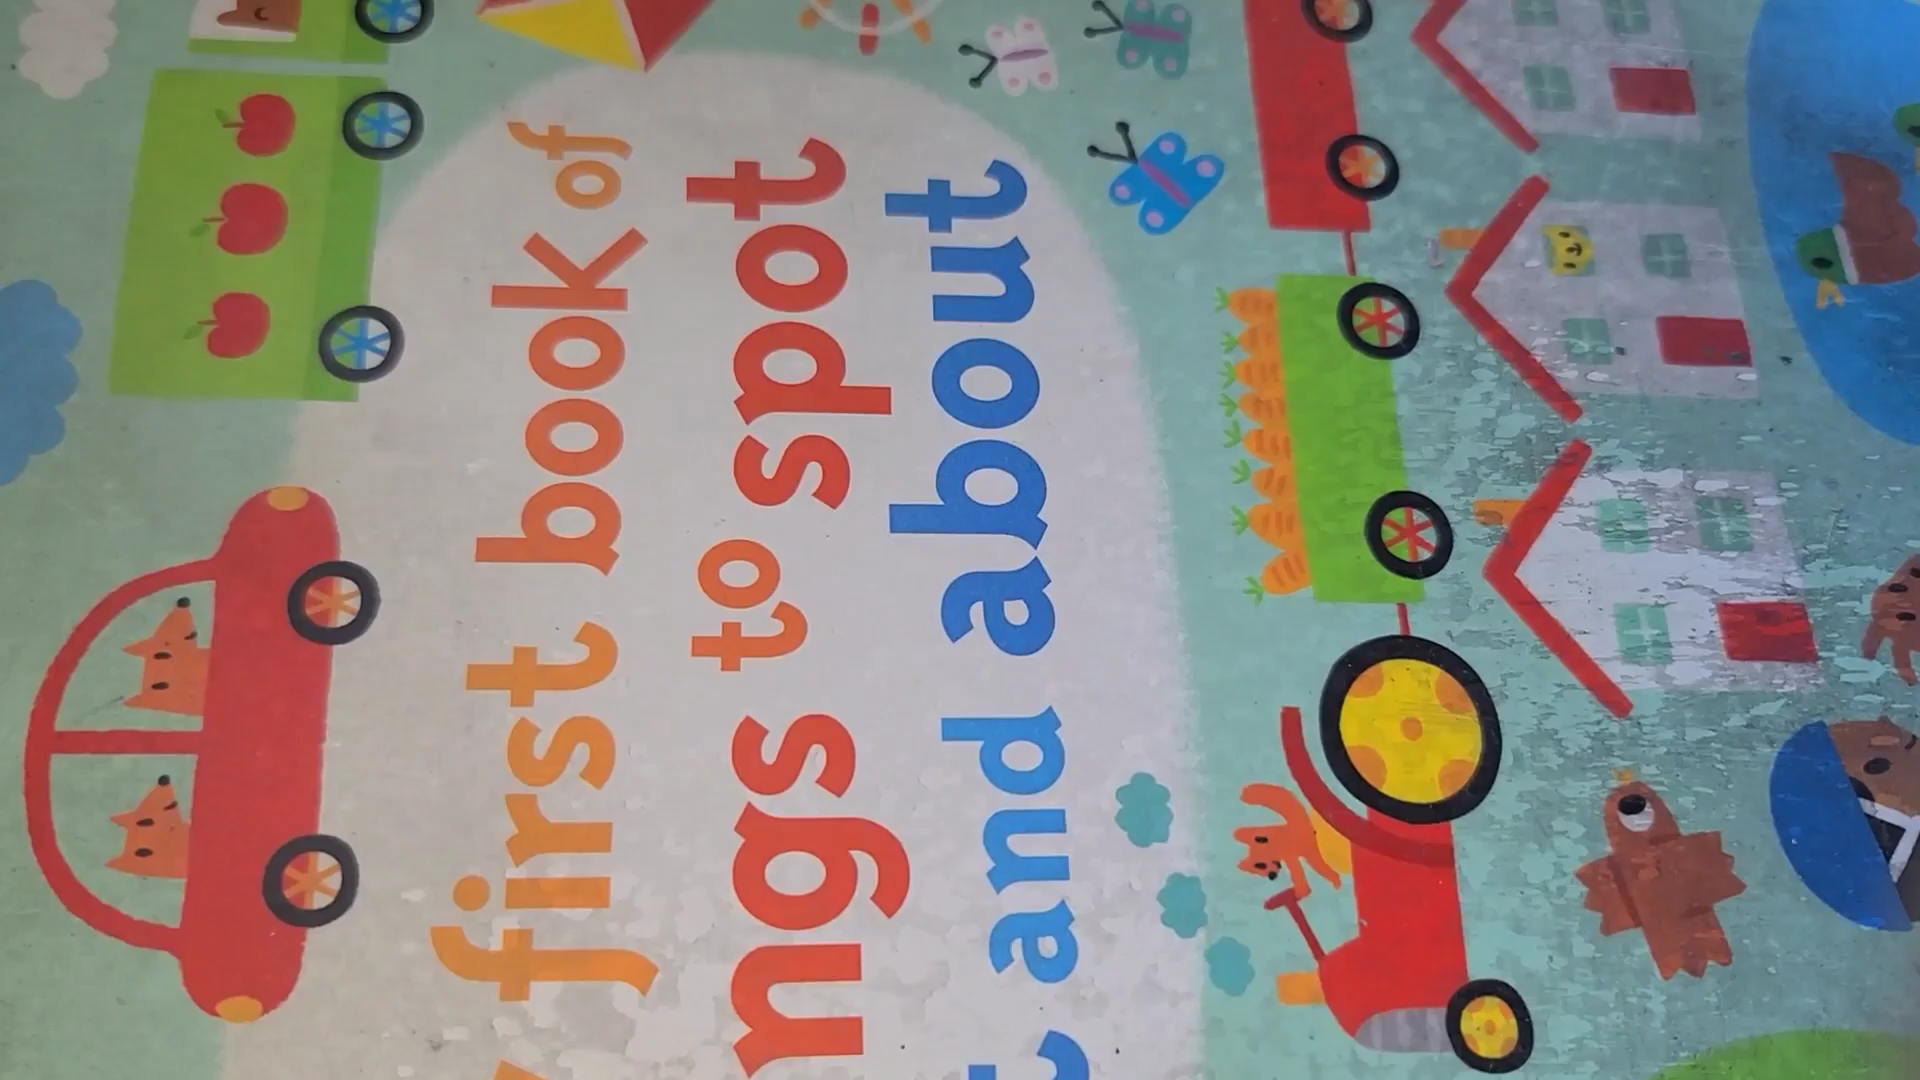 first book of
ngs to spot
t and about